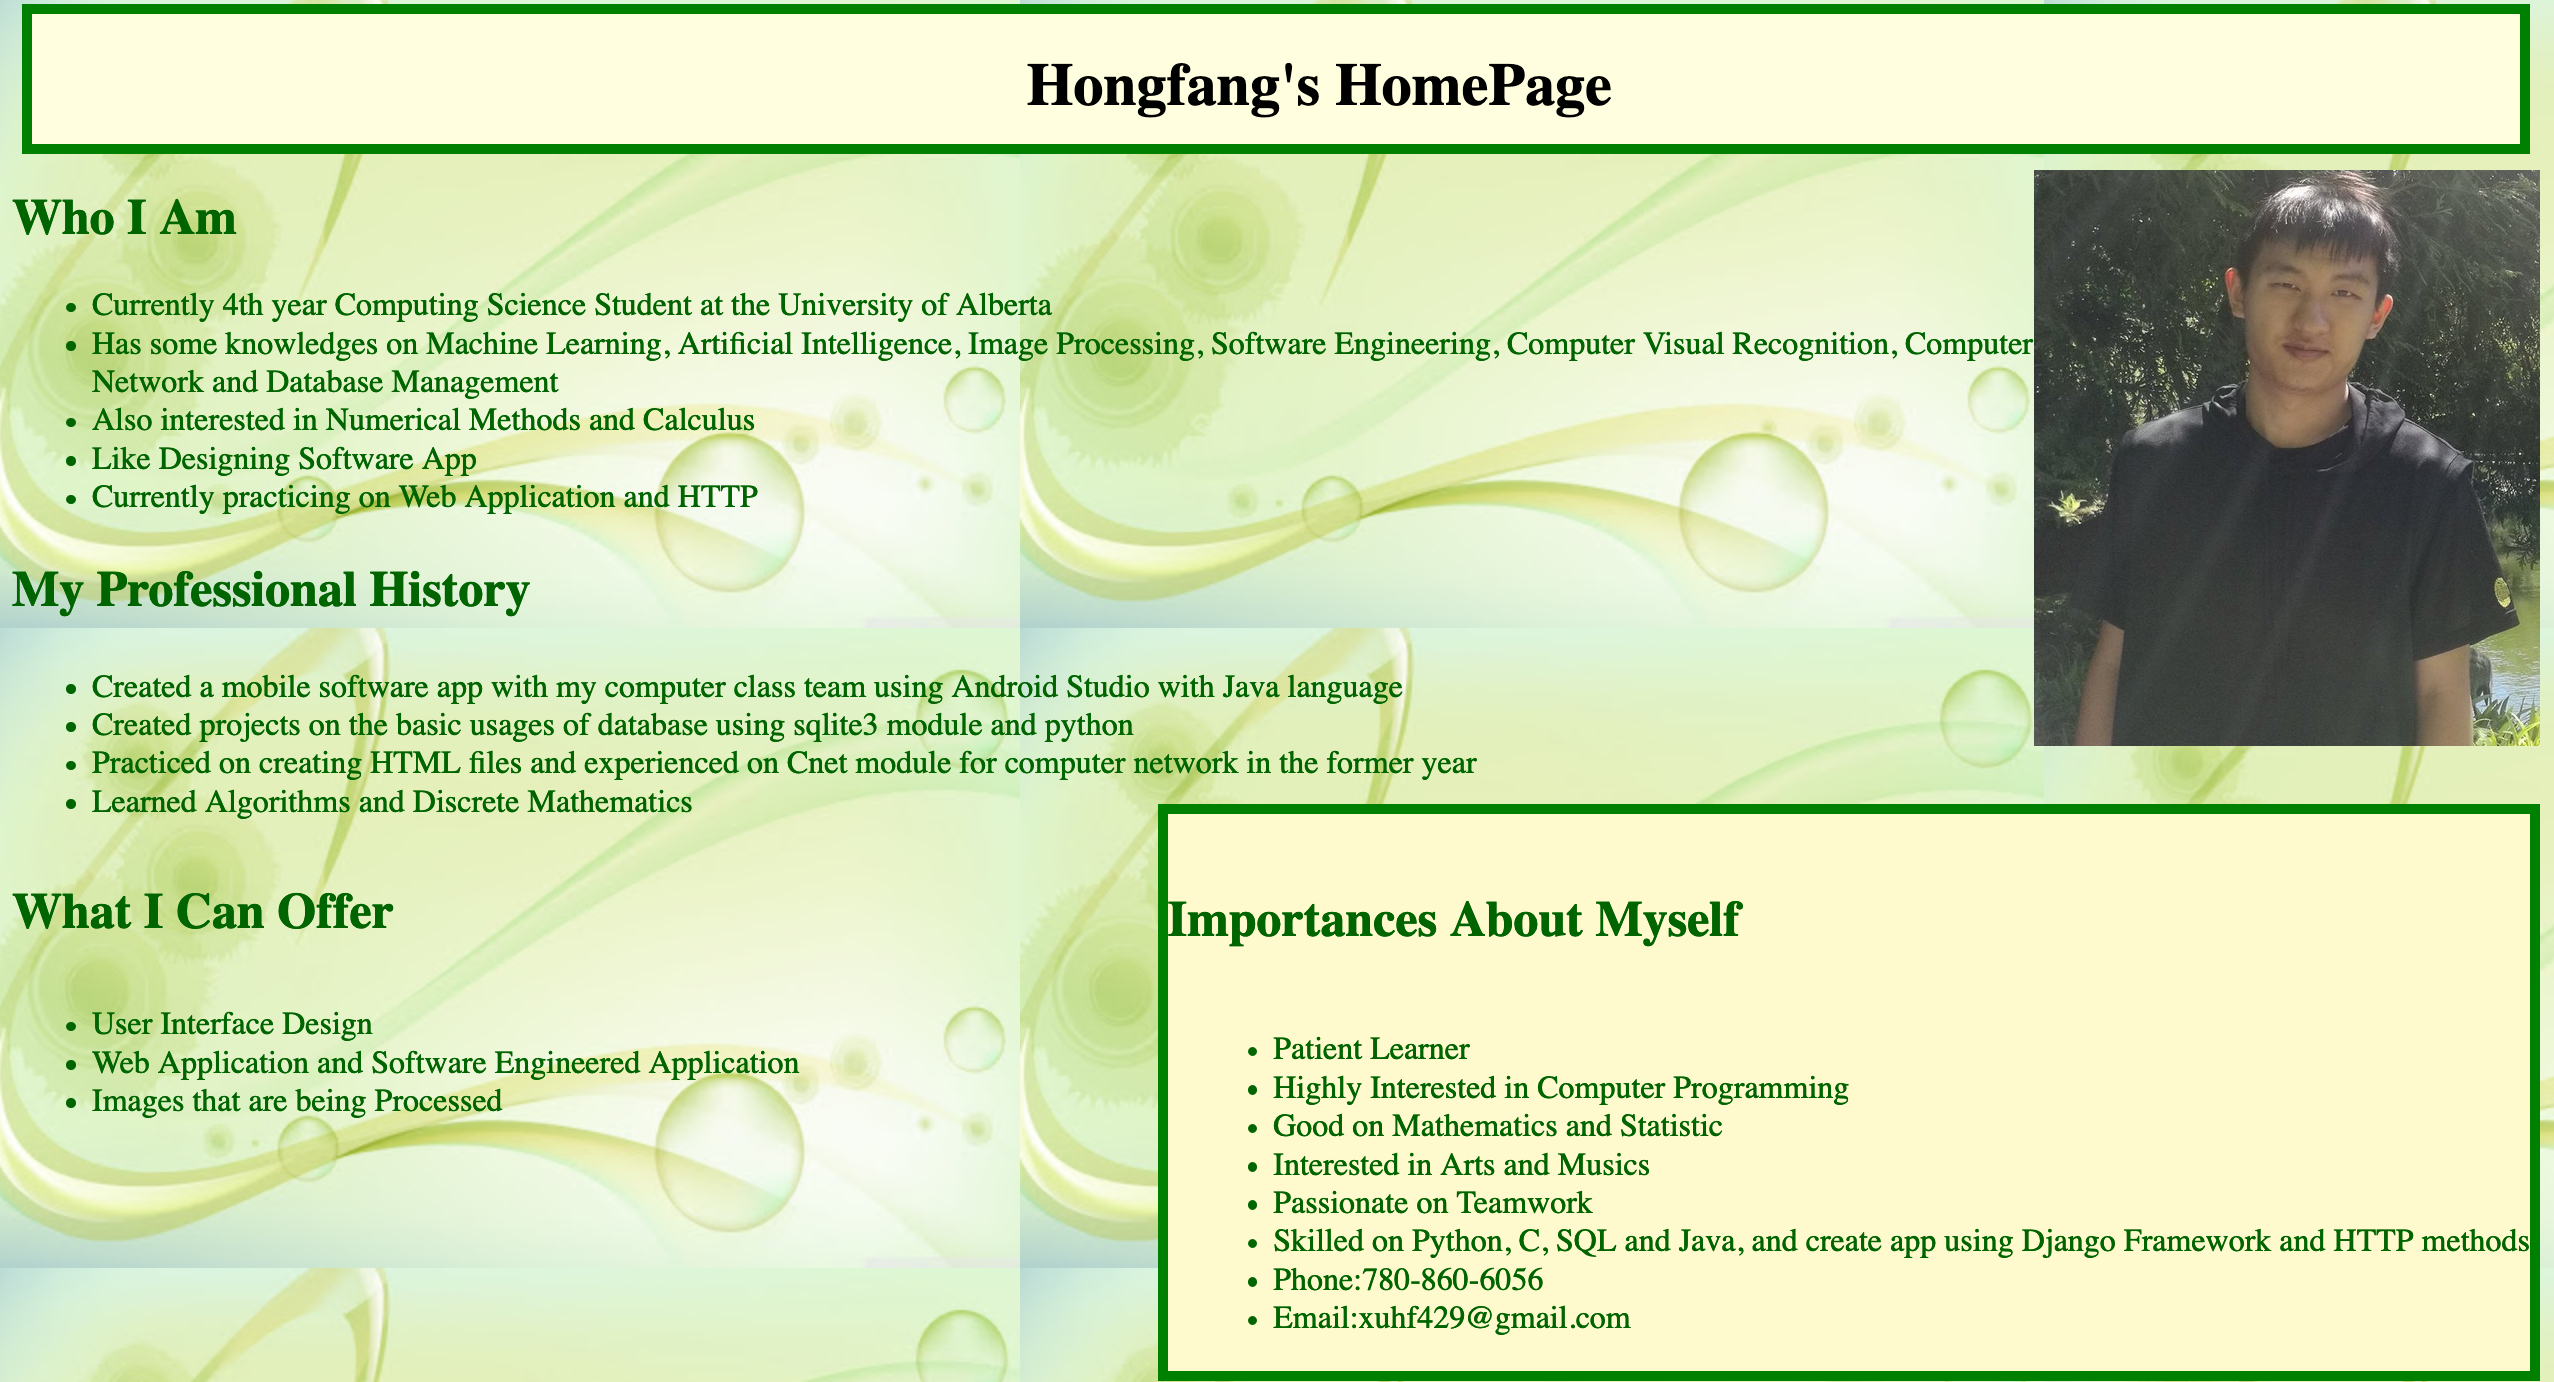 Hongfang's HomePage
Who I Am
Currently 4th year Computing Science Student at the University of Alberta
Has some knowledges on Machine Learning, Artificial Intelligence, Image Processing, Software Engineering, Computer Visual Recognition, Computer
Network and Database Management
Also interested in Numerical Methods and Calculus
Like Designing Software App
Currently practicing on Web Application and HTTP
My Professional History
Created a mobile software app with my computer class team using Android Studio with Java language
Created projects on the basic usages of database using sqlite3 module and python
Practiced on creating HTML files and experienced on Cnet module for computer network in the former year
Learned Algorithms and Discrete Mathematics
What I Can Offer
User Interface Design
Web Application and Software Engineered Application
Images that are being Processed
Importances About Myself
Patient Learner
Highly Interested in Computer Programming
Good on Mathematics and Statistic
Interested in Arts and Musics
Passionate on Teamwork
Skilled on Python, C, SQL and Java, and create app using Django Framework and HTTP methods
Phone:780-860-6056
Email:xuhf429@gmail.com